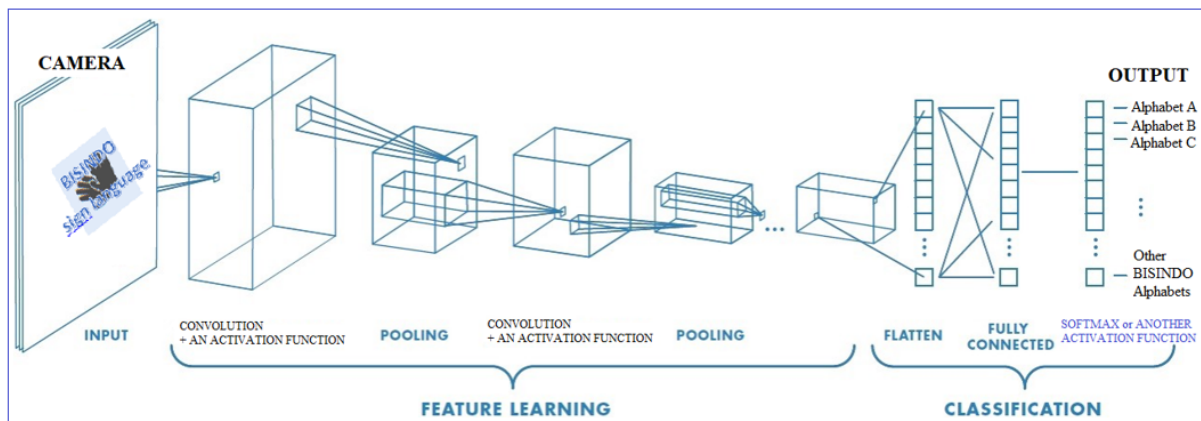 CAMERA
BISINDO
sign language
OUTPUT
Alphabet A
Alphabet B
Alphabet C
Other
BISINDO
Alphabets
INPUT
CONVOLUTION
+ AN ACTIVATION FUNCTION
POOLING
CONVOLUTION
+ AN ACTIVATION FUNCTION
POOLING
FLATTEN
FULLY
CONNECTED
SOFTMAX or ANOTHER
ACTIVATION FUNCTION
FEATURE LEARNING
CLASSIFICATION